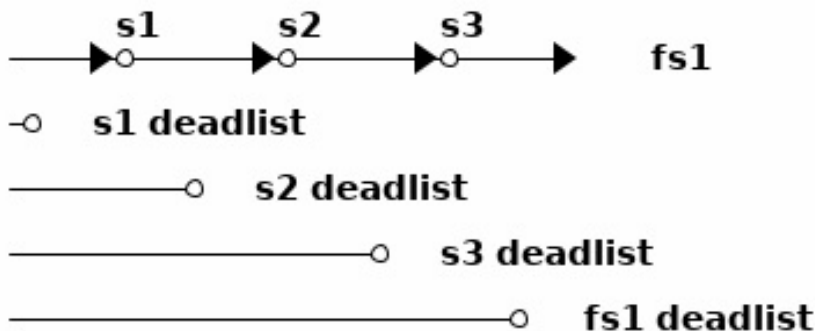 s1 s2 s3
fs1
s1 deadlist
s2 deadlist
s3 deadlist
fs1 deadlist